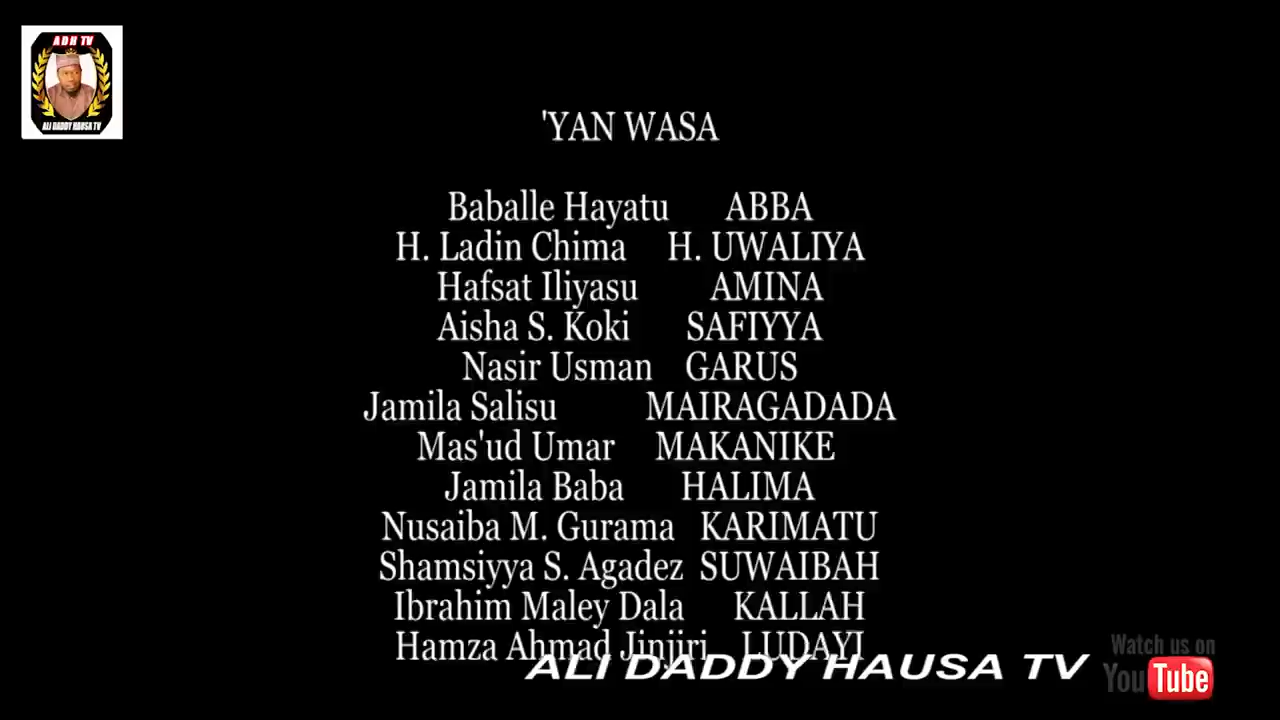 ADH TV
ALI DADDY HAUSA TV
'YAN WASA
Baballe Hayatu ABBA
H. Ladin Chima H. UWALIYA
Hafsat Iliyasu AMINA
Aisha S. Koki SAFIYYA
Nasir Usman GARUS
Jamila Salisu MAIRAGADADA
Mas'ud Umar MAKANIKE
Jamila Baba HALIMA
Nusaiba M. Gurama KARIMATU
Shamsiyya S. Agadez SUWAIBAH
Ibrahim Maley Dala KALLAH
Hamza Ahmad Jinjiri LUDAYI
ALI DADDY HAUSA TV
Watch us on
YouTube